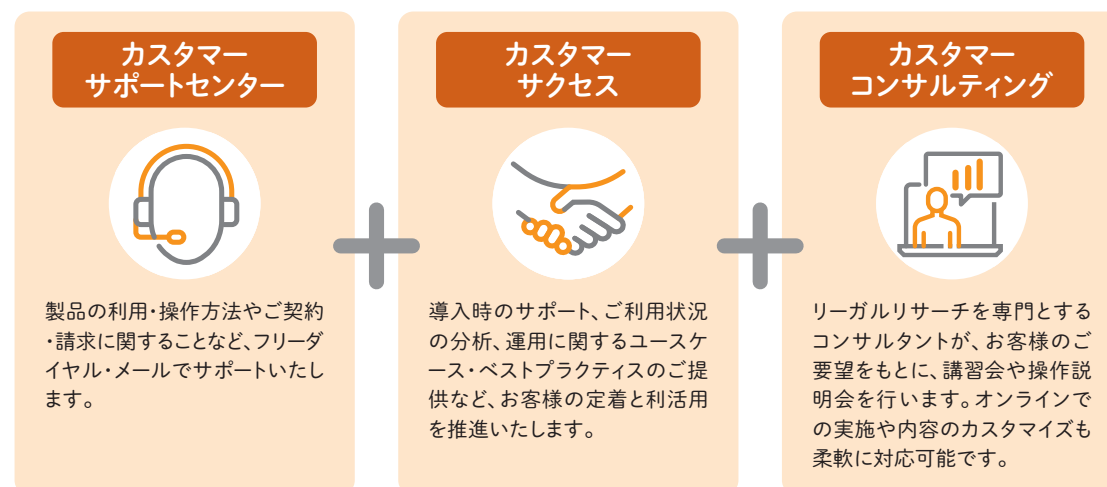 カスタマー
サポートセンター
製品の利用・操作方法やご契約
・請求に関することなど、フリーダ
イヤル・メールでサポートいたし
ます。
カスタマー
サクセス
導入時のサポート、ご利用状況
の分析、運用に関するユースケ
ース・ベストプラクティスのご提
供など、お客様の定着と利活用
を推進いたします。
カスタマー
コンサルティング
リーガルリサーチを専門とする
コンサルタントが、お客様のご
要望をもとに、講習会や操作説
明会を行います。オンラインで
の実施や内容のカスタマイズも
柔軟に対応可能です。